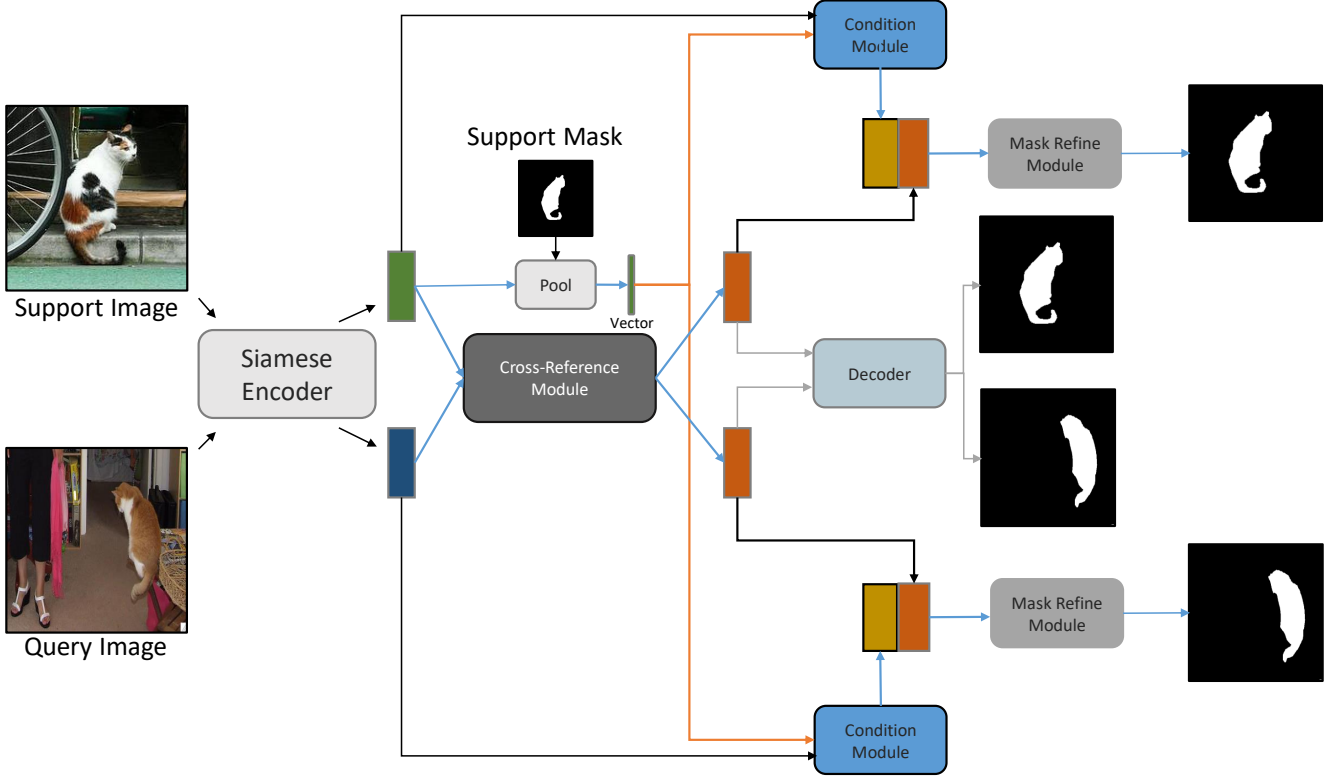 Condition
Module
Support Mask
Mask Refine
Module
Support Image
Pool
Vector
Siamese
Encoder
Cross-Reference
Module
Decoder
Query Image
Mask Refine
Module
Condition
Module